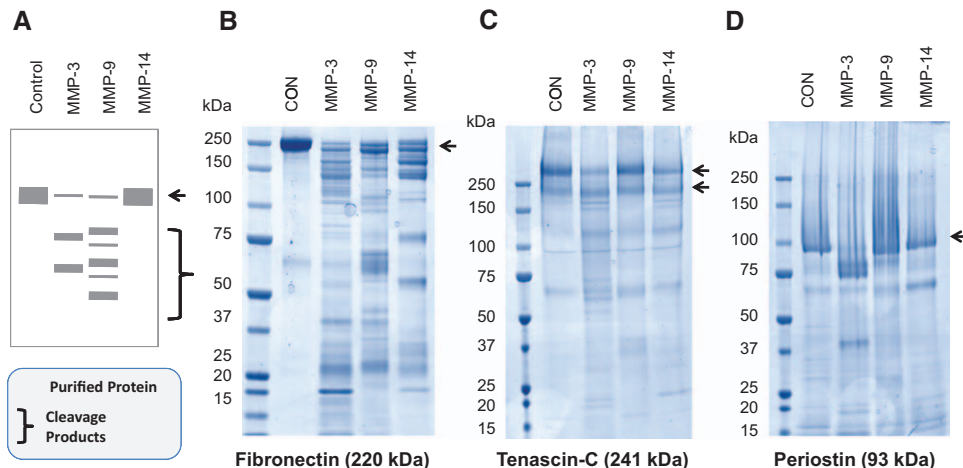 A
Control
MMP-3
MMP-9
MMP-14
Purified Protein
Cleavage
Products
B
kDa
CON
MMP-3
MMP-9
MMP-14
250
150
100
75
50
37
25
20
15
Fibronectin (220 kDa)
C
kDa
CON
MMP-3
MMP-9
MMP-14
250
150
100
75
50
37
25
20
15
Tenascin-C (241 kDa)
D
kDa
CON
MMP-3
MMP-9
MMP-14
250
150
100
75
50
37
25
20
15
Periostin (93 kDa)